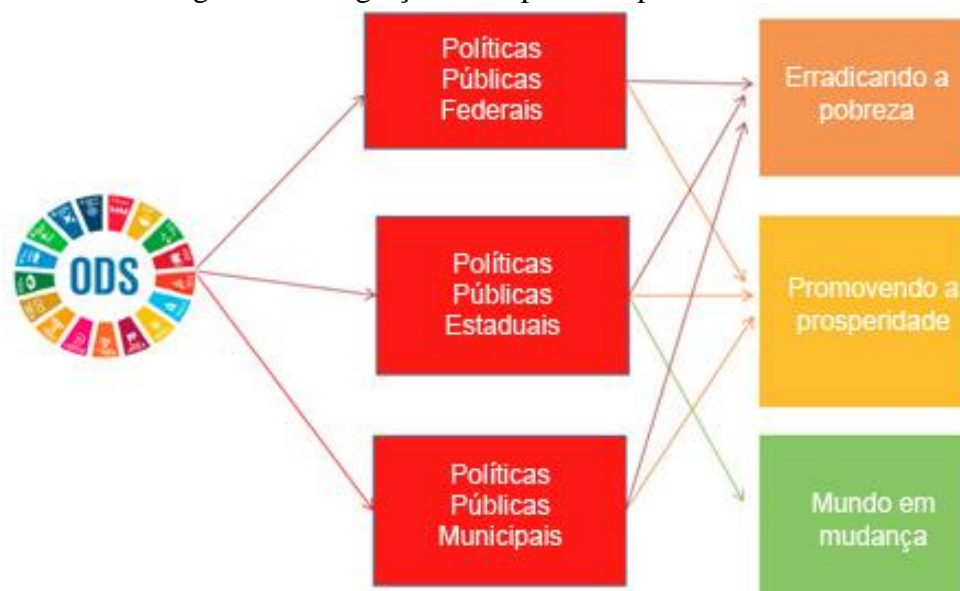 Políticas
Públicas
Federais
Erradicando a
pobreza
ODS
Políticas
Públicas
Estaduais
Promovendo a
prosperidade
Políticas
Públicas
Municipais
Mundo em
mudança